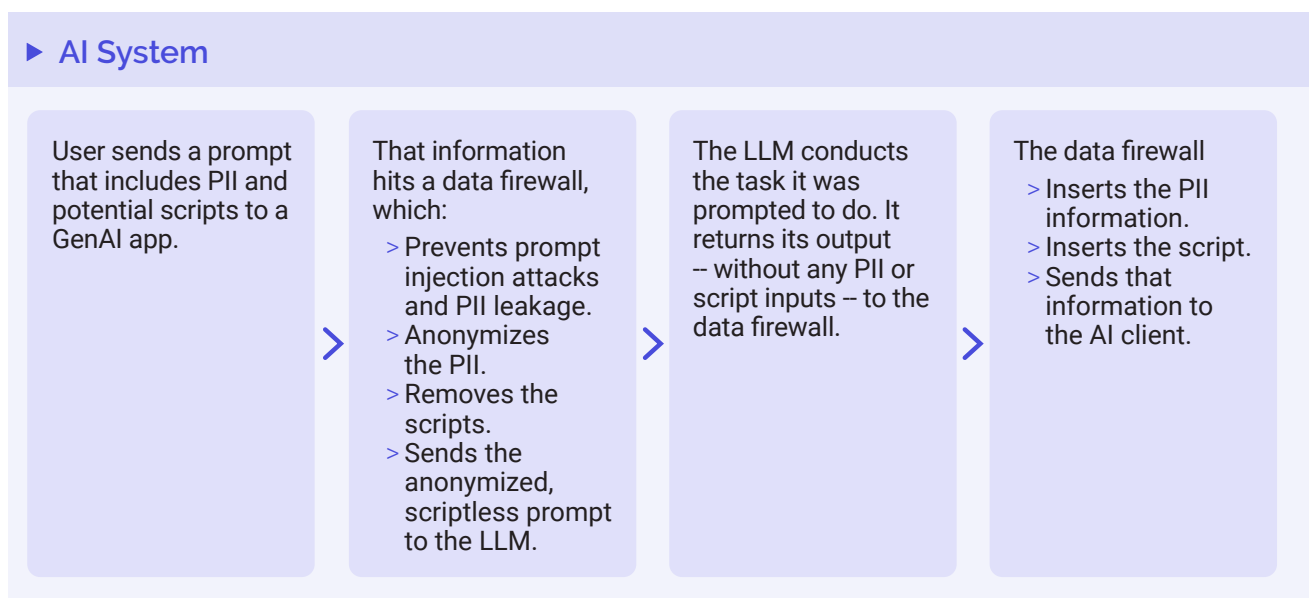 ▶ AI System
User sends a prompt
that includes PII and
potential scripts to a
GenAI app.
That information
hits a data firewall,
which:
> Prevents prompt
injection attacks
and PII leakage.
> Anonymizes
the PII.
> Removes the
scripts.
> Sends the
anonymized,
scriptless prompt
to the LLM.
The LLM conducts
the task it was
prompted to do. It
returns its output
-- without any PII or
script inputs -- to the
data firewall.
The data firewall
> Inserts the PII
information.
> Inserts the script.
> Sends that
information to
the AI client.